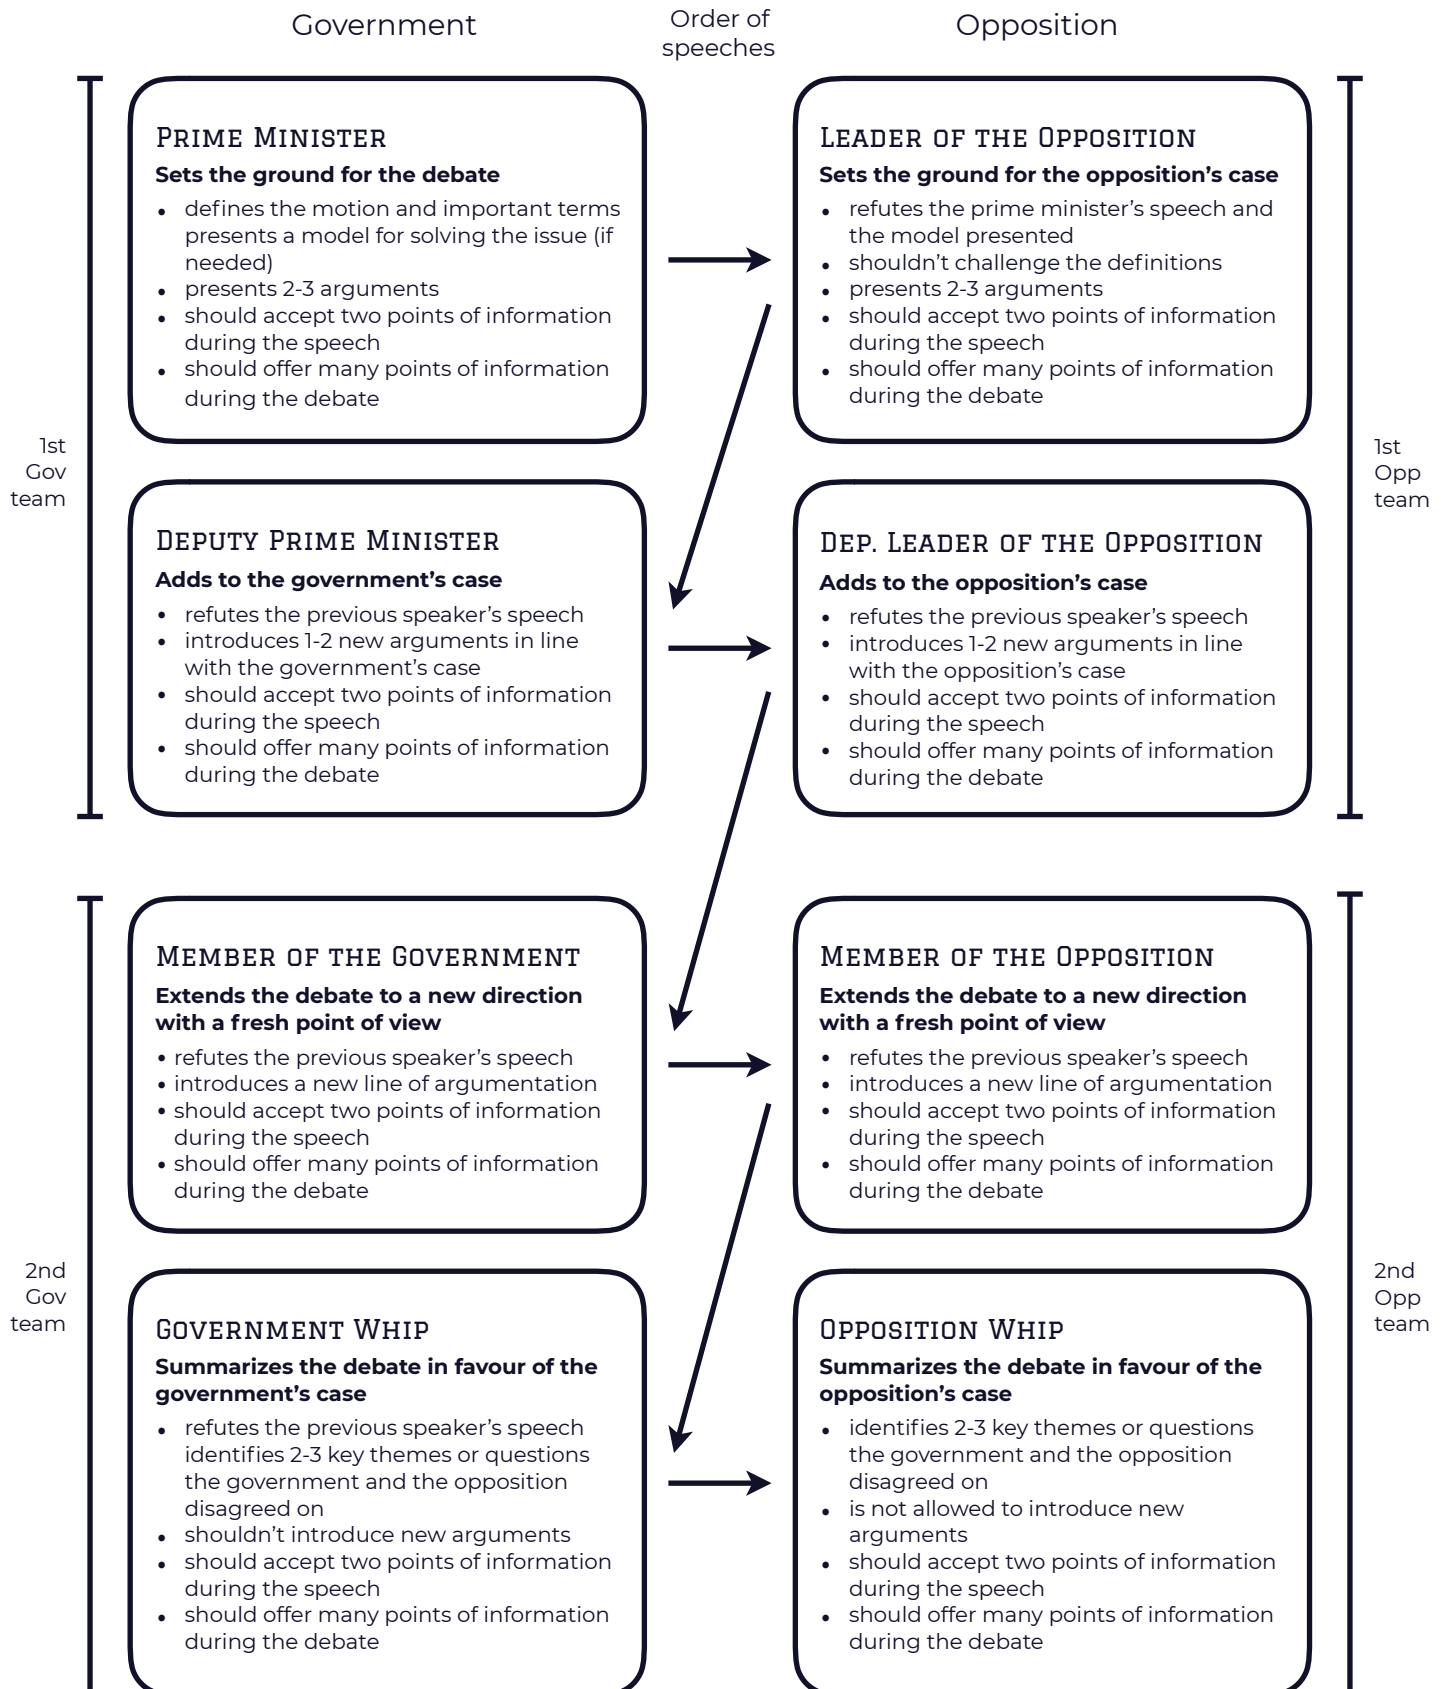 Government
Order of
speeches
Opposition
1st
Gov
team
PRIME MINISTER
Sets the ground for the debate
• defines the motion and important terms
presents a model for solving the issue (if
needed)
• presents 2-3 arguments
• should accept two points of information
during the speech
• should offer many points of information
during the debate
LEADER OF THE OPPOSITION
Sets the ground for the opposition’s case
• refutes the prime minister’s speech and
the model presented
• shouldn’t challenge the definitions
• presents 2-3 arguments
• should accept two points of information
during the speech
• should offer many points of information
during the debate
1st
Opp
team
DEPUTY PRIME MINISTER
Adds to the government’s case
• refutes the previous speaker’s speech
• introduces 1-2 new arguments in line
with the government’s case
• should accept two points of information
during the speech
• should offer many points of information
during the debate
DEP. LEADER OF THE OPPOSITION
Adds to the opposition’s case
• refutes the previous speaker’s speech
• introduces 1-2 new arguments in line
with the opposition’s case
• should accept two points of information
during the speech
• should offer many points of information
during the debate
2nd
Gov
team
MEMBER OF THE GOVERNMENT
Extends the debate to a new direction
with a fresh point of view
• refutes the previous speaker’s speech
• introduces a new line of argumentation
• should accept two points of information
during the speech
• should offer many points of information
during the debate
MEMBER OF THE OPPOSITION
Extends the debate to a new direction
with a fresh point of view
• refutes the previous speaker’s speech
• introduces a new line of argumentation
• should accept two points of information
during the speech
• should offer many points of information
during the debate
2nd
Opp
team
GOVERNMENT WHIP
Summarizes the debate in favour of the
government’s case
• refutes the previous speaker’s speech
identifies 2-3 key themes or questions
the government and the opposition
disagreed on
• shouldn’t introduce new arguments
• should accept two points of information
during the speech
• should offer many points of information
during the debate
OPPOSITION WHIP
Summarizes the debate in favour of the
opposition’s case
• identifies 2-3 key themes or questions
the government and the opposition
disagreed on
• is not allowed to introduce new
arguments
• should accept two points of information
during the speech
• should offer many points of information
during the debate